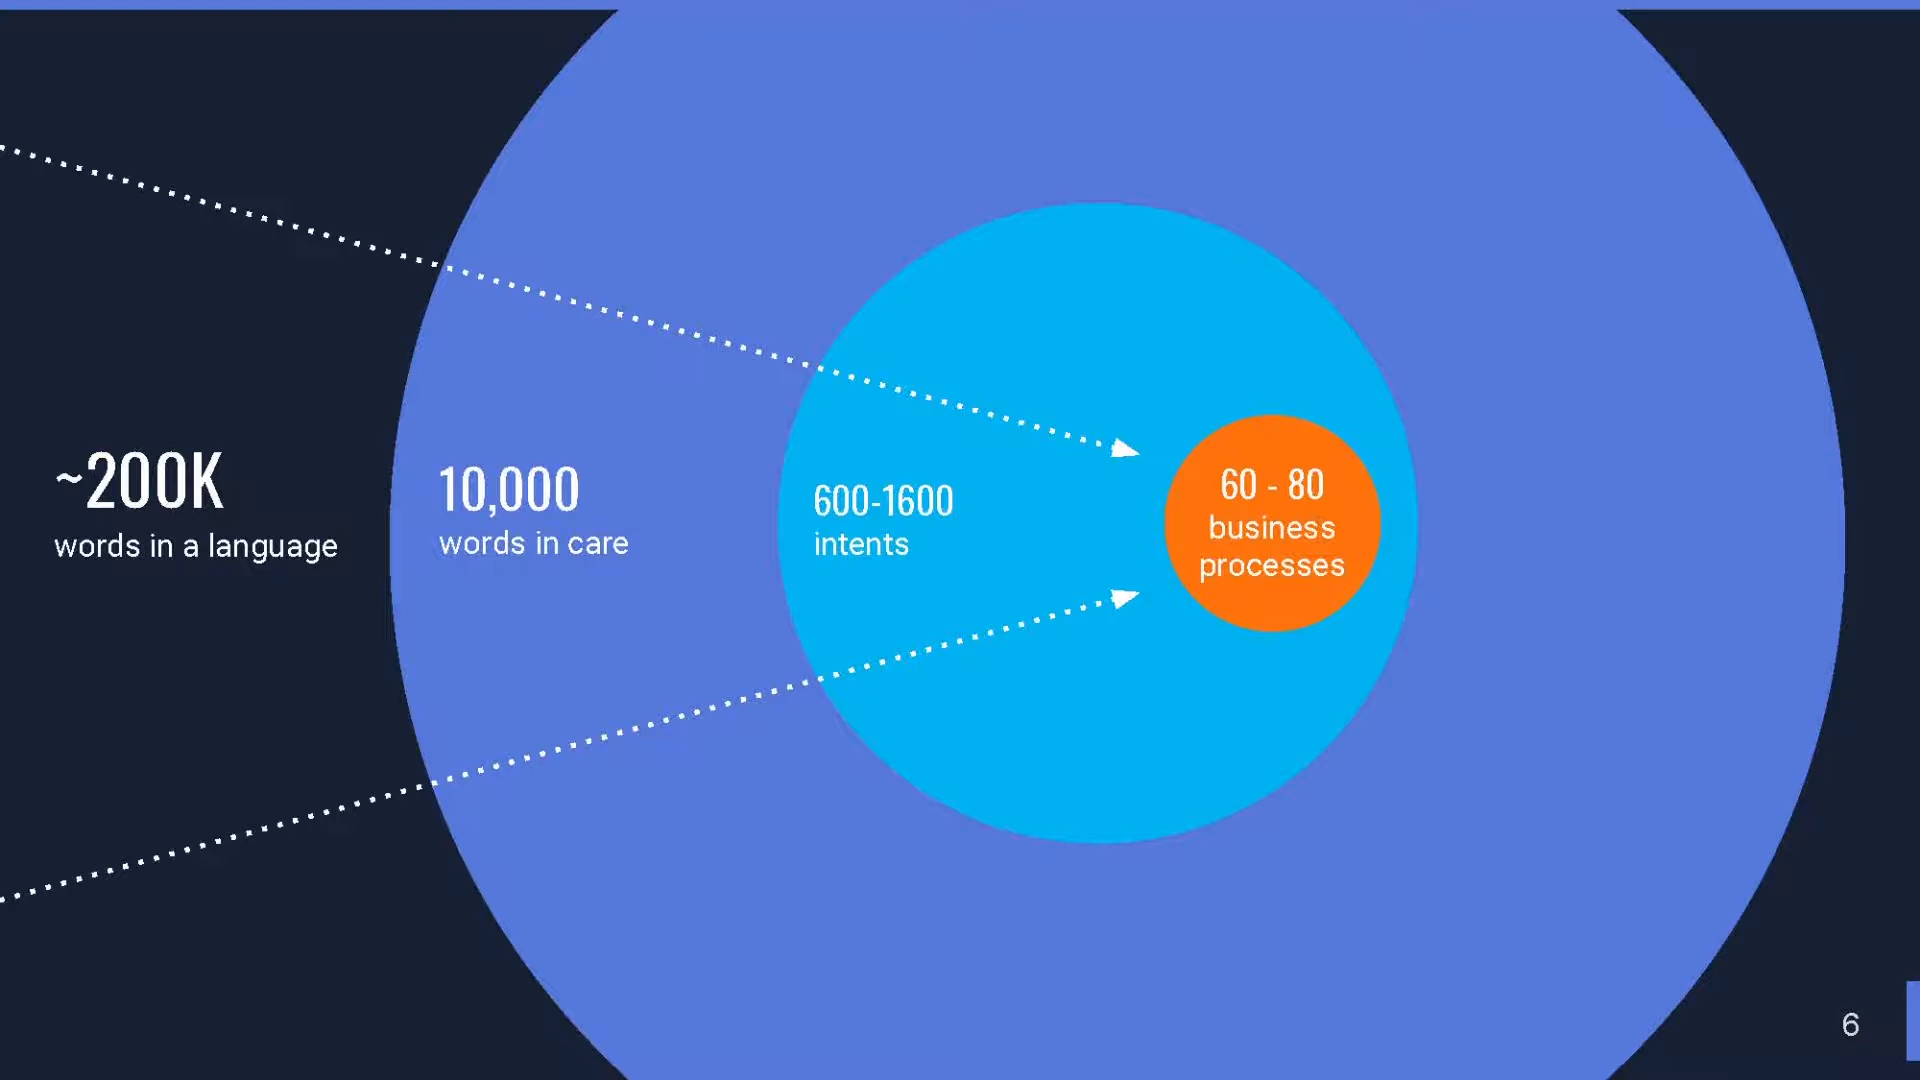 ~200K
words in a language
10,000
words in care
600-1600
intents
60 - 80
business
processes
6